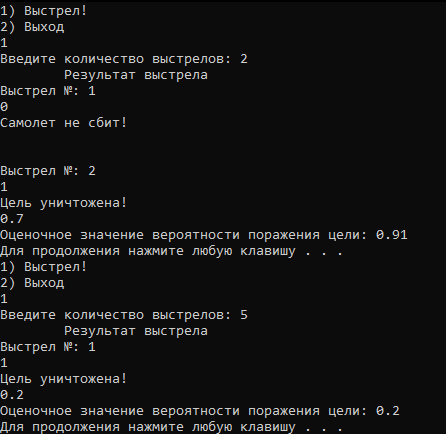 1) Выстрел!
2) Выход
1
Введите количество выстрелов: 2
Результат выстрела
Выстрел №: 1
0
Самолет не сбит!
Выстрел №: 2
1
Цель уничтожена!
0.7
Оценочное значение вероятности поражения цели: 0.91
Для продолжения нажмите любую клавишу . . .
1) Выстрел!
2) Выход
1
Введите количество выстрелов: 5
Результат выстрела
Выстрел №: 1
1
Цель уничтожена!
0.2
Оценочное значение вероятности поражения цели: 0.2
Для продолжения нажмите любую клавишу . . .